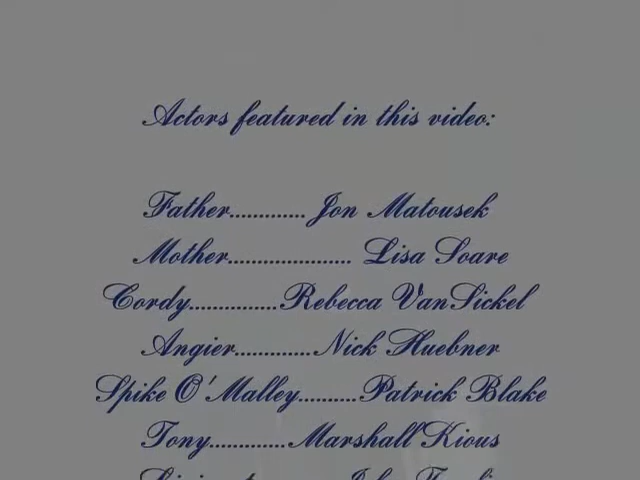 Actors featured in this video:
Father............. Jon Matousek
Mother..................... Lisa Soare
Cordy...............Rebecca VanSickel
Angier.............Nick Huebner
Spike O'Malley..........Patrick Blake
Tony.............Marshall Kious